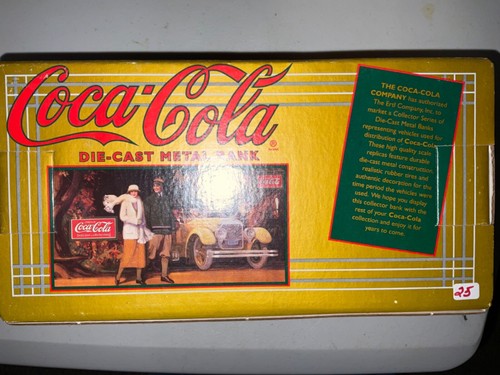 Coca-Cola
DIE-CAST METAL BANK
Coca-Cola
THE COCA-COLA
COMPANY has authorized
The Ertl Company, Inc. to
market a Collector Series of
Die-Cast Metal Banks
representing vehicles used for
distribution of Coca-Cola.
These high quality scale
replicas feature durable
die-cast metal construction,
realistic rubber tires and
authentic decoration for the
time period the vehicles were
used. We hope you display
this collector bank with the
rest of your Coca-Cola
collection and enjoy it for
years to come.
25